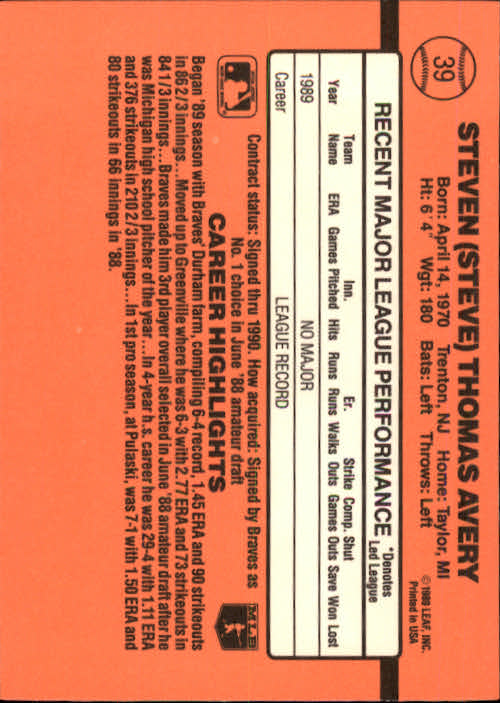 39
STEVEN (STEVE) THOMAS AVERY
Born: April 14, 1970 Trenton, NJ Home: Taylor, MI
Ht: 6' 4" Wgt: 180 Bats: Left Throws: Left
© 1989 LEAF, INC.
Printed in USA
RECENT MAJOR LEAGUE PERFORMANCE
*Denotes
Led League
Team Inn. Er. Strike Comp. Shut
Year Name ERA Games Pitched Hits Runs Runs Walks Outs Games Outs Save Won Lost
1989 NO MAJOR
Career LEAGUE RECORD
Contract status: Signed thru 1990. How acquired: Signed by Braves as
No. 1 choice in June '88 amateur draft
CAREER HIGHLIGHTS
MLB
Began '89 season with Braves' Durham farm, compiling 6-4 record, 1.45 ERA and 90 strikeouts
in 86 2/3 innings...Moved up to Greenville where he was 6-3 with 2.77 ERA and 73 strikeouts in
84 1/3 innings...Braves made him 3rd player overall selected in June '88 amateur draft after he
was Michigan high school pitcher of the year...In 4-year h.s. career he was 29-4 with 1.11 ERA
and 376 strikeouts in 210 2/3 innings...In 1st pro season, at Pulaski, was 7-1 with 1.50 ERA and
80 strikeouts in 66 innings in '88.